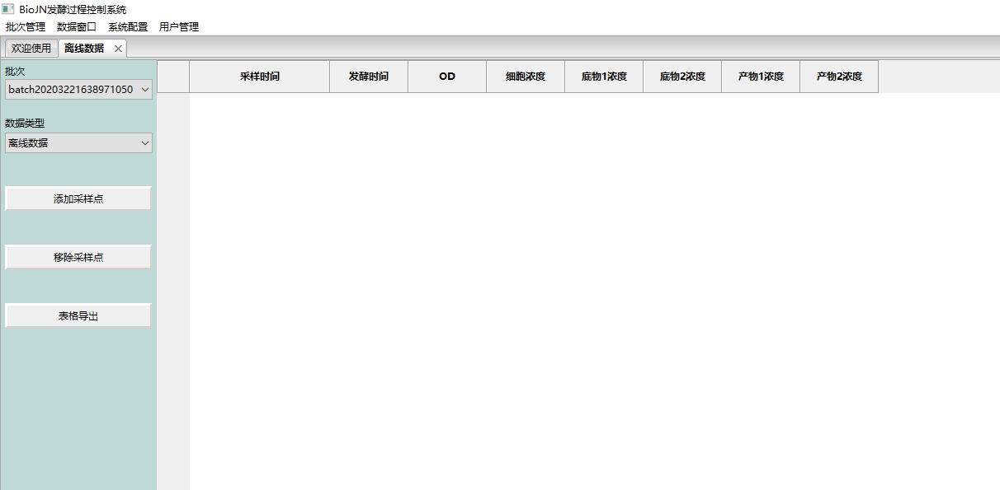 BioJN发酵过程控制系统
批次管理 数据窗口 系统配置 用户管理
欢迎使用 离线数据
批次
batch20203221638971050
数据类型
离线数据
添加采样点
移除采样点
表格导出
采样时间 发酵时间 OD 细胞浓度 底物1浓度 底物2浓度 产物1浓度 产物2浓度